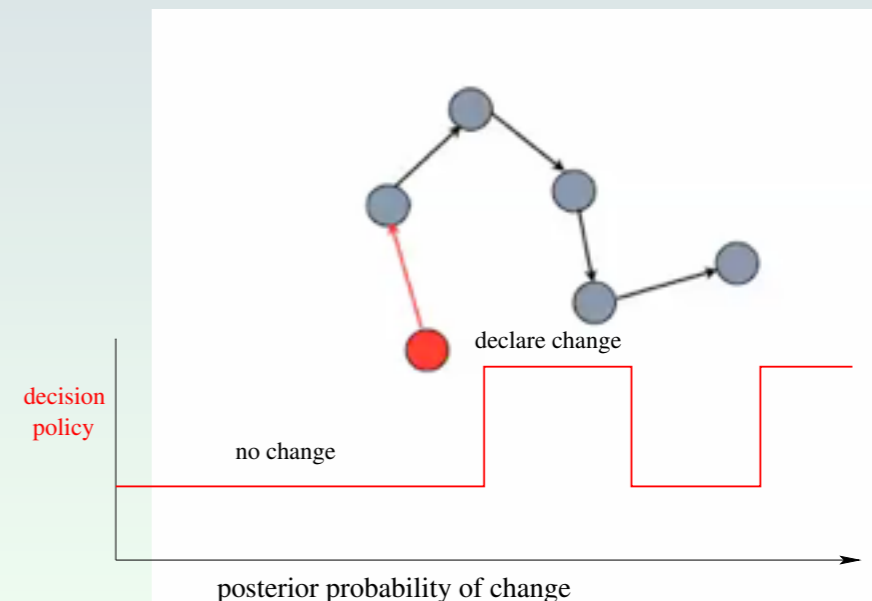 declare change
decision
policy
no change
posterior probability of change